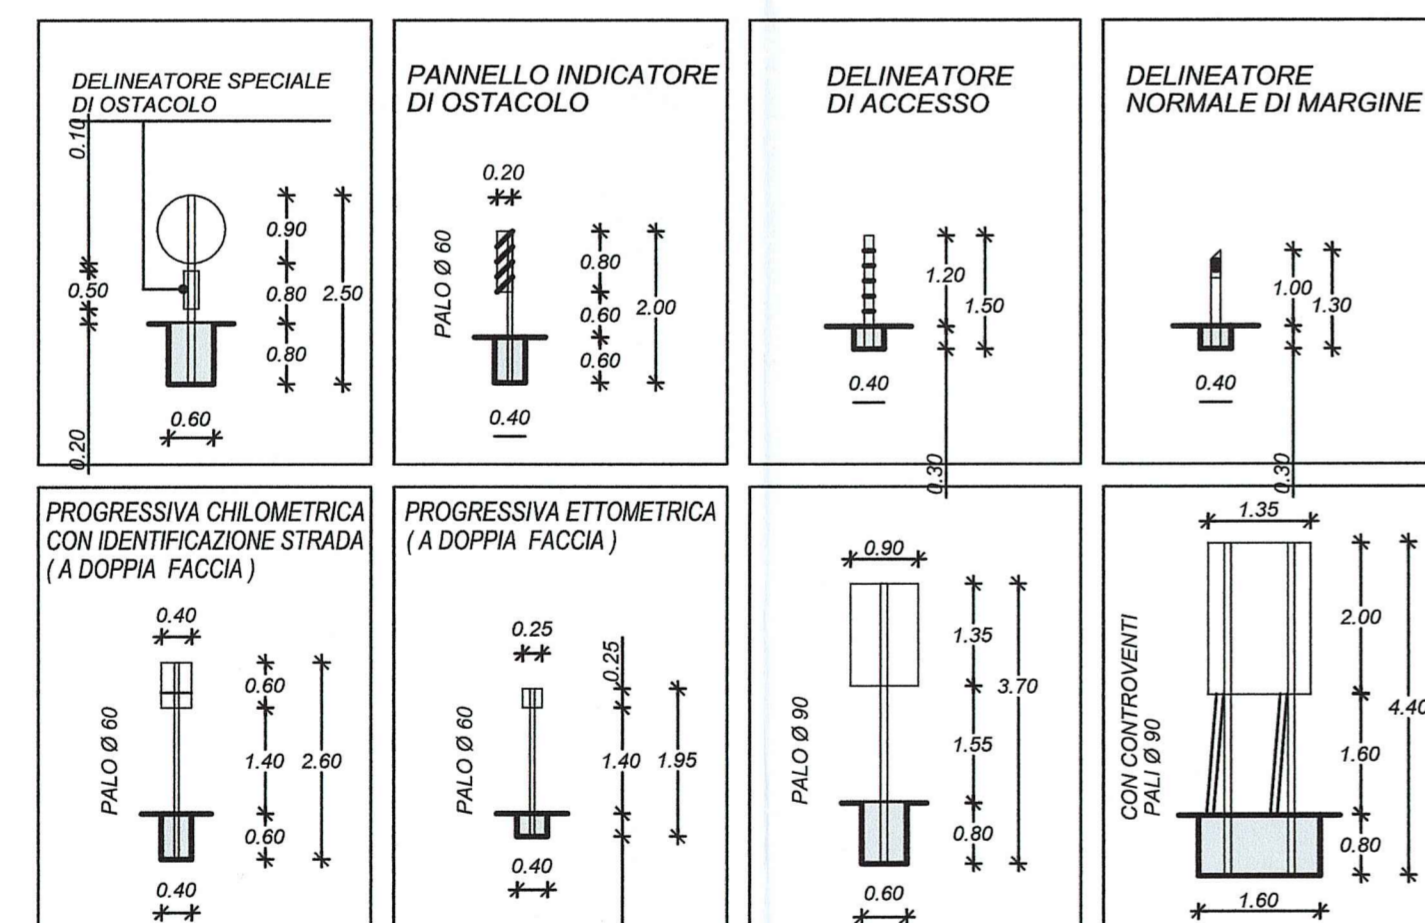 DELINEATORE SPECIALE
DI OSTACOLO
0.10
0.90
0.50
0.80
2.50
0.80
0.60
0.20
PANNELLO INDICATORE
DI OSTACOLO
0.20
PALO Ø 60
0.80
0.60
2.00
0.60
0.40
DELINEATORE
DI ACCESSO
1.20
1.50
0.40
0.30
DELINEATORE
NORMALE DI MARGINE
1.00
1.30
0.40
0.30
PROGRESSIVA CHILOMETRICA
CON IDENTIFICAZIONE STRADA
( A DOPPIA FACCIA )
0.40
0.60
PALO Ø 60
1.40
2.60
0.60
0.40
PROGRESSIVA ETTOMETRICA
( A DOPPIA FACCIA )
0.25
0.25
PALO Ø 60
1.40
1.95
0.40
0.90
1.35
3.70
PALO Ø 90
1.55
0.80
0.60
1.35
2.00
CON CONTROVENTI
PALI Ø 90
4.40
1.60
0.80
1.60